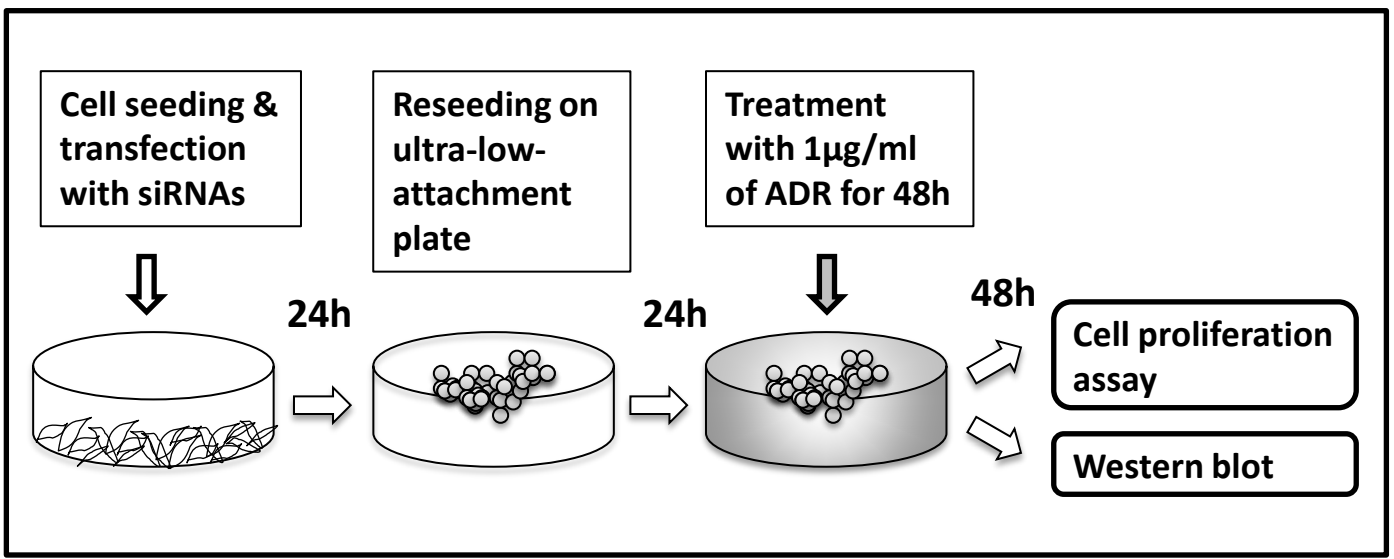 Cell seeding &
transfection
with siRNAs
Reseeding on
ultra-low-
attachment
plate
Treatment
with 1µg/ml
of ADR for 48h
24h
24h
48h
Cell proliferation
assay
Western blot